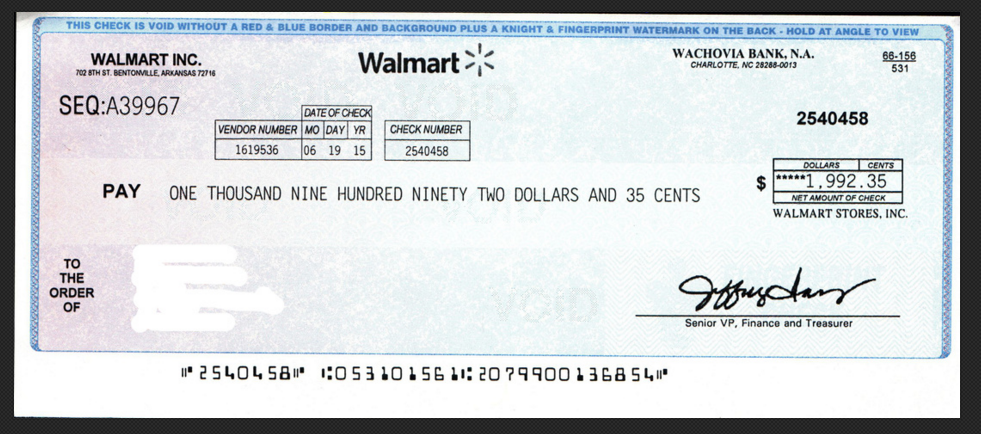 THIS CHECK IS VOID WITHOUT A RED & BLUE BORDER AND BACKGROUND PLUS A KNIGHT & FINGERPRINT WATERMARK ON THE BACK - HOLD AT ANGLE TO VIEW
WALMART INC.
702 8TH ST. BENTONVILLE, ARKANSAS 72716
Walmart
WACHOVIA BANK, N.A.
CHARLOTTE, NC 28288-0013
66-156
531
SEQ:A39967
2540458
DATE OF CHECK
VENDOR NUMBER MO DAY YR CHECK NUMBER
1619536 06 19 15 2540458
DOLLARS CENTS
PAY ONE THOUSAND NINE HUNDRED NINETY TWO DOLLARS AND 35 CENTS $ *****1,992.35
NET AMOUNT OF CHECK
WALMART STORES, INC.
TO
THE
ORDER
OF
Senior VP, Finance and Treasurer
⑈2540458⑈ ⑆053101561⑆2079900136854⑈